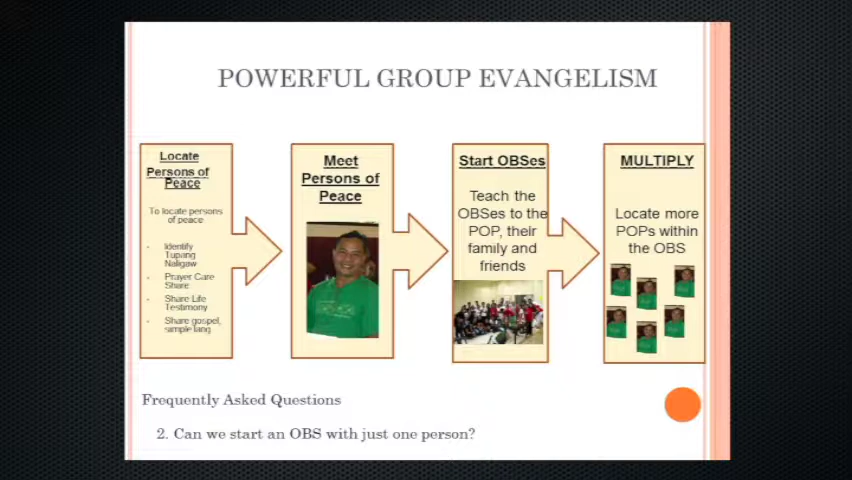 POWERFUL GROUP EVANGELISM
Locate
Persons of
Peace
To locate persons
of peace
• Identify
Tupang
Naligaw
• Prayer Care
Share
• Share Life
Testimony
• Share gospel,
simple lang
Meet
Persons of
Peace
Start OBSes
Teach the
OBSes to the
POP, their
family and
friends
MULTIPLY
Locate more
POPs within
the OBS
Frequently Asked Questions
2. Can we start an OBS with just one person?